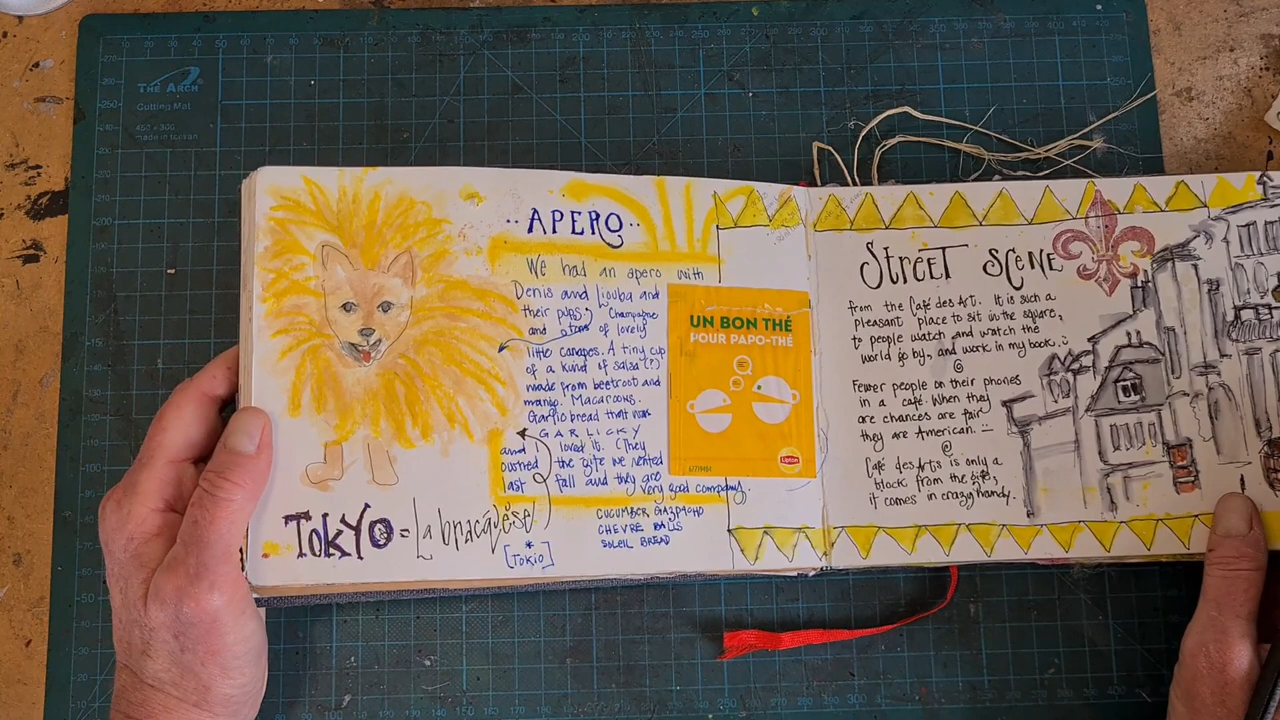 THE ARCH
Cutting Mat
450 x 300
made in taiwan
APERO
We had an apero with
Denis and Liouba and
their pups; Champagne
and a tons of lovely
little canapes. A tiny cup
of a kind of salsa (?)
made from beetroot and
mango. Macaroons.
Garlic bread that was
GARLICKY
and I loved it. (They
owned the gite we rented
last fall and they are
very good company.
CUCUMBER GAZPACHO
CHEVRE BALLS
SOLEIL BREAD
TOKYO =
*
[Tokio]
UN BON THÉ
POUR PAPO-THÉ
Lipton
67719404
STREET SCENE
from the Café des Art. It is such a
pleasant place to sit in the square,
to people watch and watch the
world go by, and work in my books.
Fewer people on their phones
in a café. When they
are chances are fair
they are American.
Café des Arts is only a
block from the gite,
it comes in crazy handy.